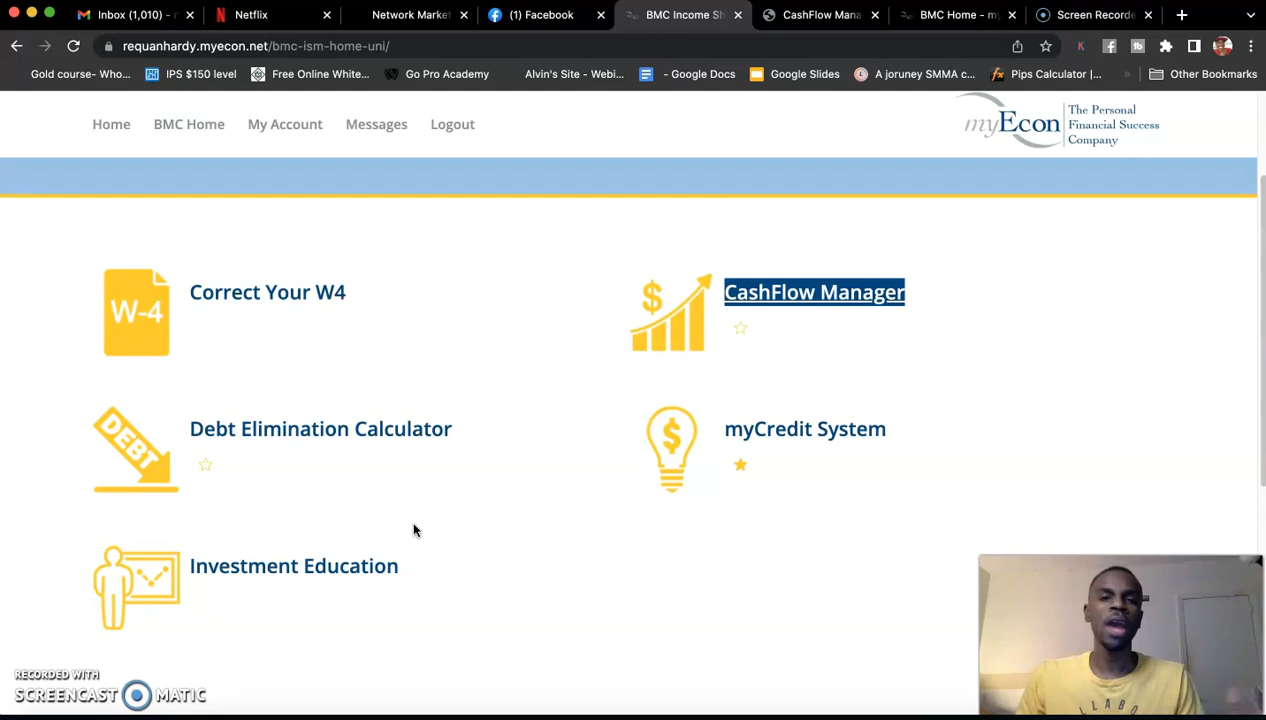 Inbox (1,010) -
Netflix
Network Market
(1) Facebook
BMC Income Sh
CashFlow Mana
BMC Home - my
Screen Recorde
requanhardy.myecon.net/bmc-ism-home-uni/
Gold course- Who...
IPS $150 level
Free Online White...
Go Pro Academy
Alvin's Site - Webi...
- Google Docs
Google Slides
A joruney SMMA c...
Pips Calculator |...
»
Other Bookmarks
Home
BMC Home
My Account
Messages
Logout
myEcon
The Personal
Financial Success
Company
W-4
Correct Your W4
$
CashFlow Manager
DEBT
Debt Elimination Calculator
$
myCredit System
Investment Education
RECORDED WITH
SCREENCAST MATIC